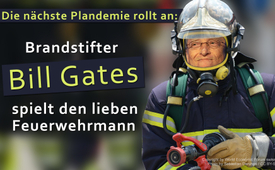 Die nächste Plandemie rollt an:
Brandstifter
Bill Gates
spielt den lieben
Feuerwehrmann